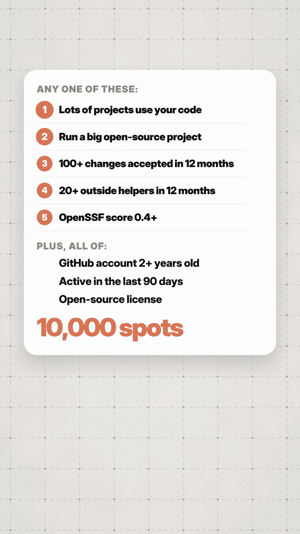 ANY ONE OF THESE:
1 Lots of projects use your code
2 Run a big open-source project
3 100+ changes accepted in 12 months
4 20+ outside helpers in 12 months
5 OpenSSF score 0.4+
PLUS, ALL OF:
GitHub account 2+ years old
Active in the last 90 days
Open-source license
10,000 spots